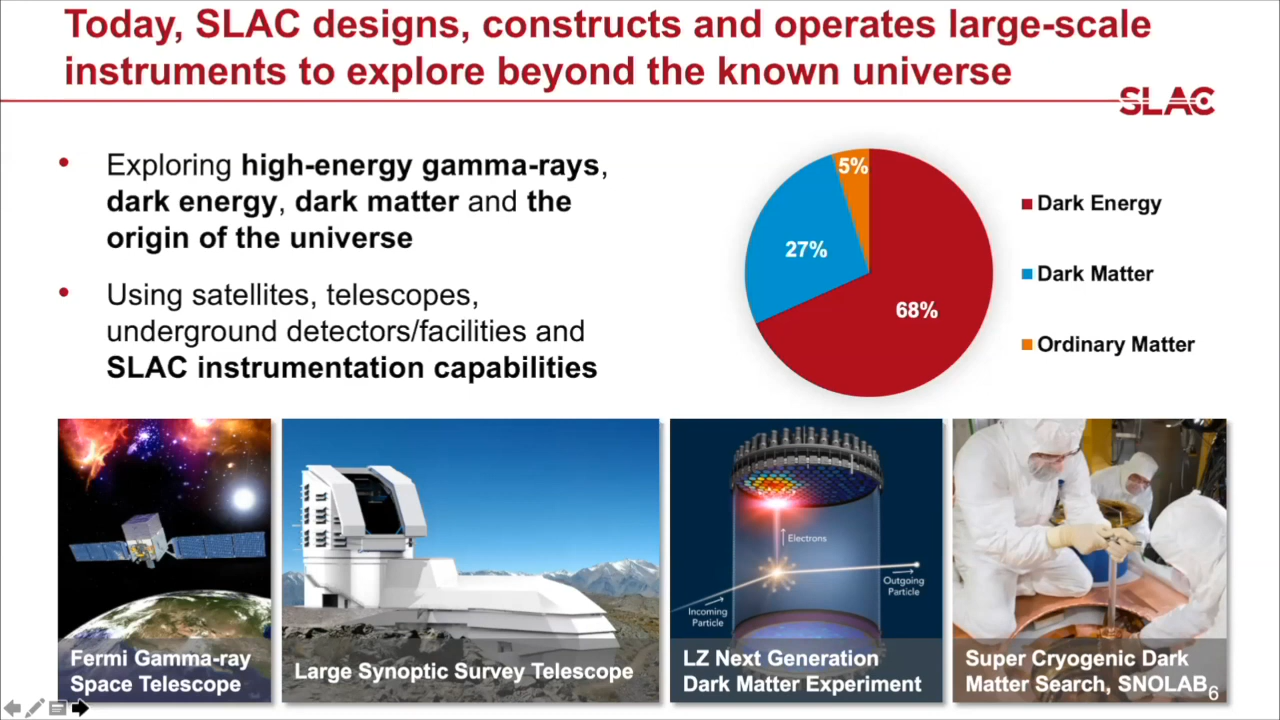 Today, SLAC designs, constructs and operates large-scale
instruments to explore beyond the known universe
SLAC
• Exploring high-energy gamma-rays,
dark energy, dark matter and the
origin of the universe
• Using satellites, telescopes,
underground detectors/facilities and
SLAC instrumentation capabilities
5%
27%
68%
Dark Energy
Dark Matter
Ordinary Matter
Fermi Gamma-ray
Space Telescope
Large Synoptic Survey Telescope
Electrons
Outgoing
Particle
Incoming
Particle
LZ Next Generation
Dark Matter Experiment
Super Cryogenic Dark
Matter Search, SNOLAB
6